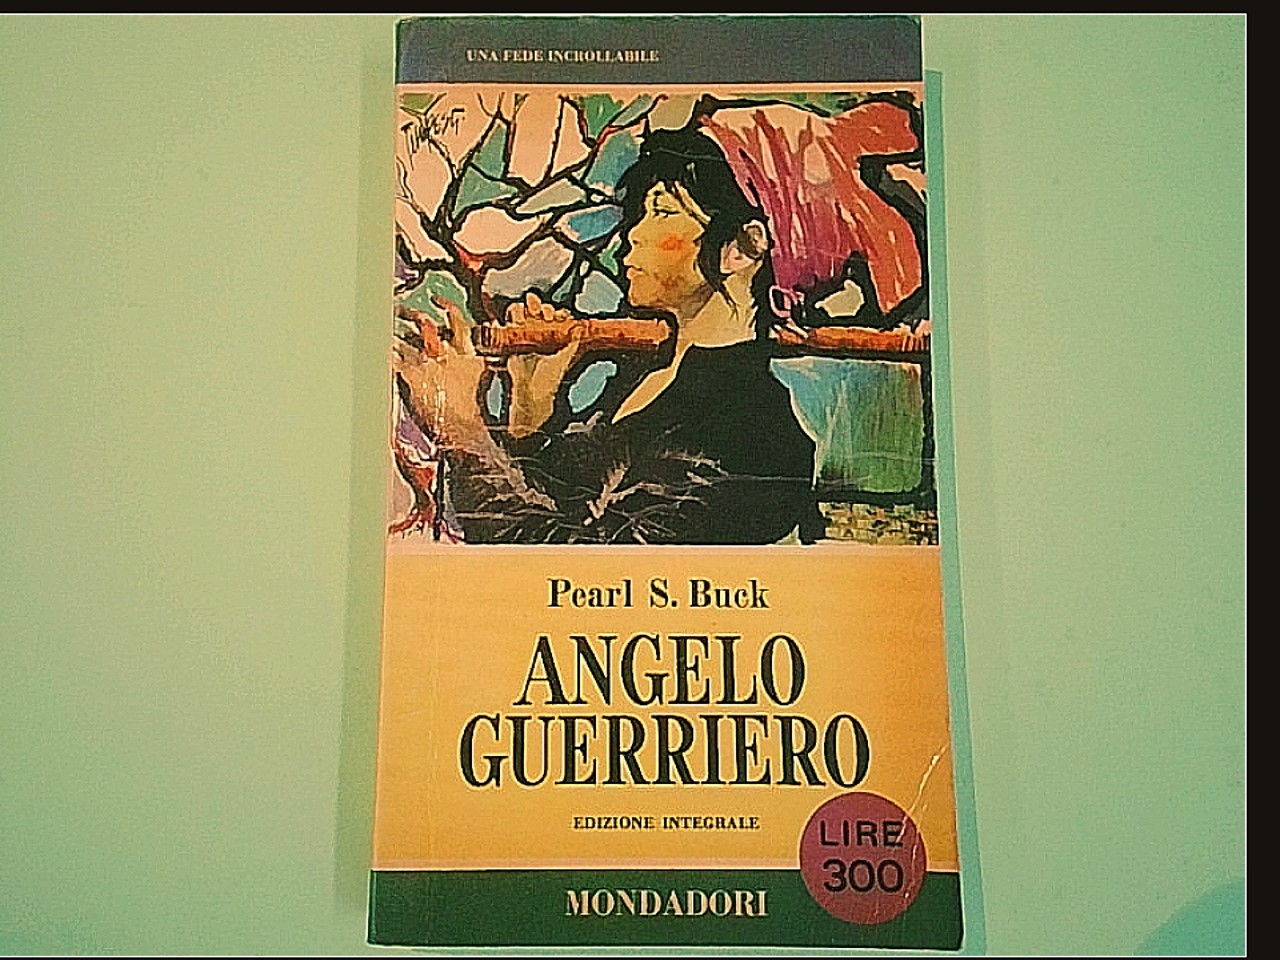 UNA FEDE INCROLLABILE
Pearl S. Buck
ANGELO
GUERRIERO
EDIZIONE INTEGRALE
LIRE
300
MONDADORI